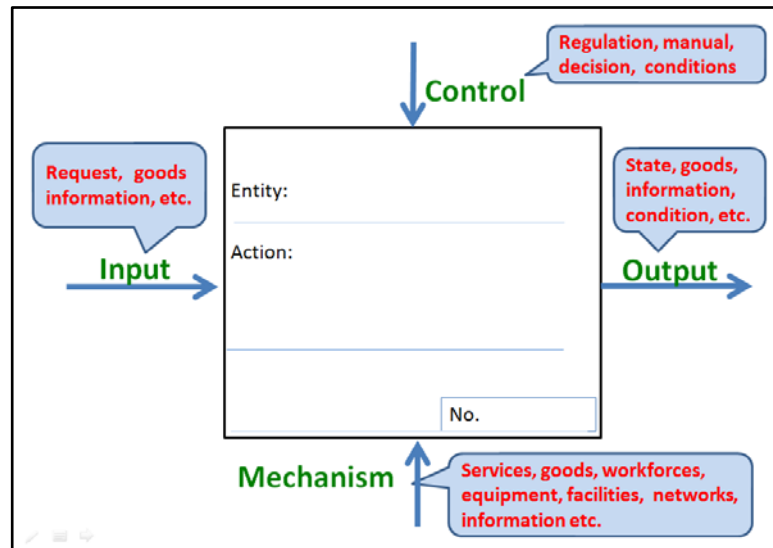 Regulation, manual,
decision, conditions
Control
Request, goods
information, etc.
Input
Entity:
Action:
State, goods,
information,
condition, etc.
Output
No.
Mechanism
Services, goods, workforces,
equipment, facilities, networks,
information etc.